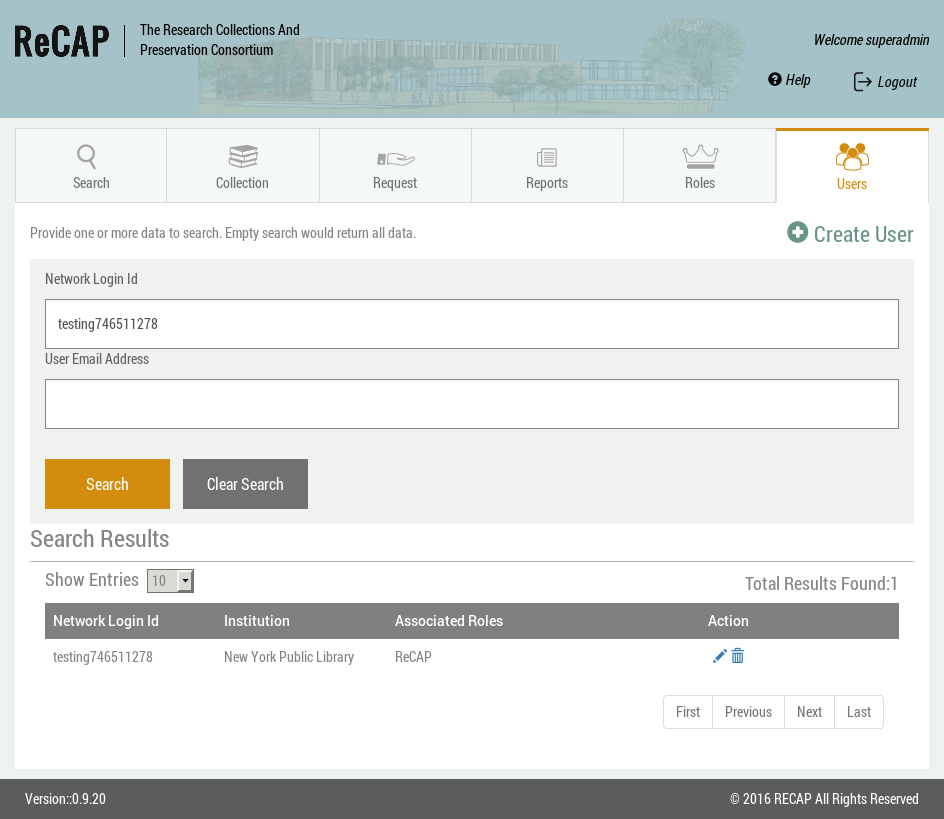 ReCAP
The Research Collections And
Preservation Consortium
Welcome superadmin
Help
Logout
Search
Collection
Request
Reports
Roles
Users
Provide one or more data to search. Empty search would return all data.
Create User
Network Login Id
testing746511278
User Email Address
Search
Clear Search
Search Results
Show Entries 10
Total Results Found:1
Network Login Id Institution Associated Roles Action
testing746511278 New York Public Library ReCAP
First Previous Next Last
Version::0.9.20
© 2016 RECAP All Rights Reserved